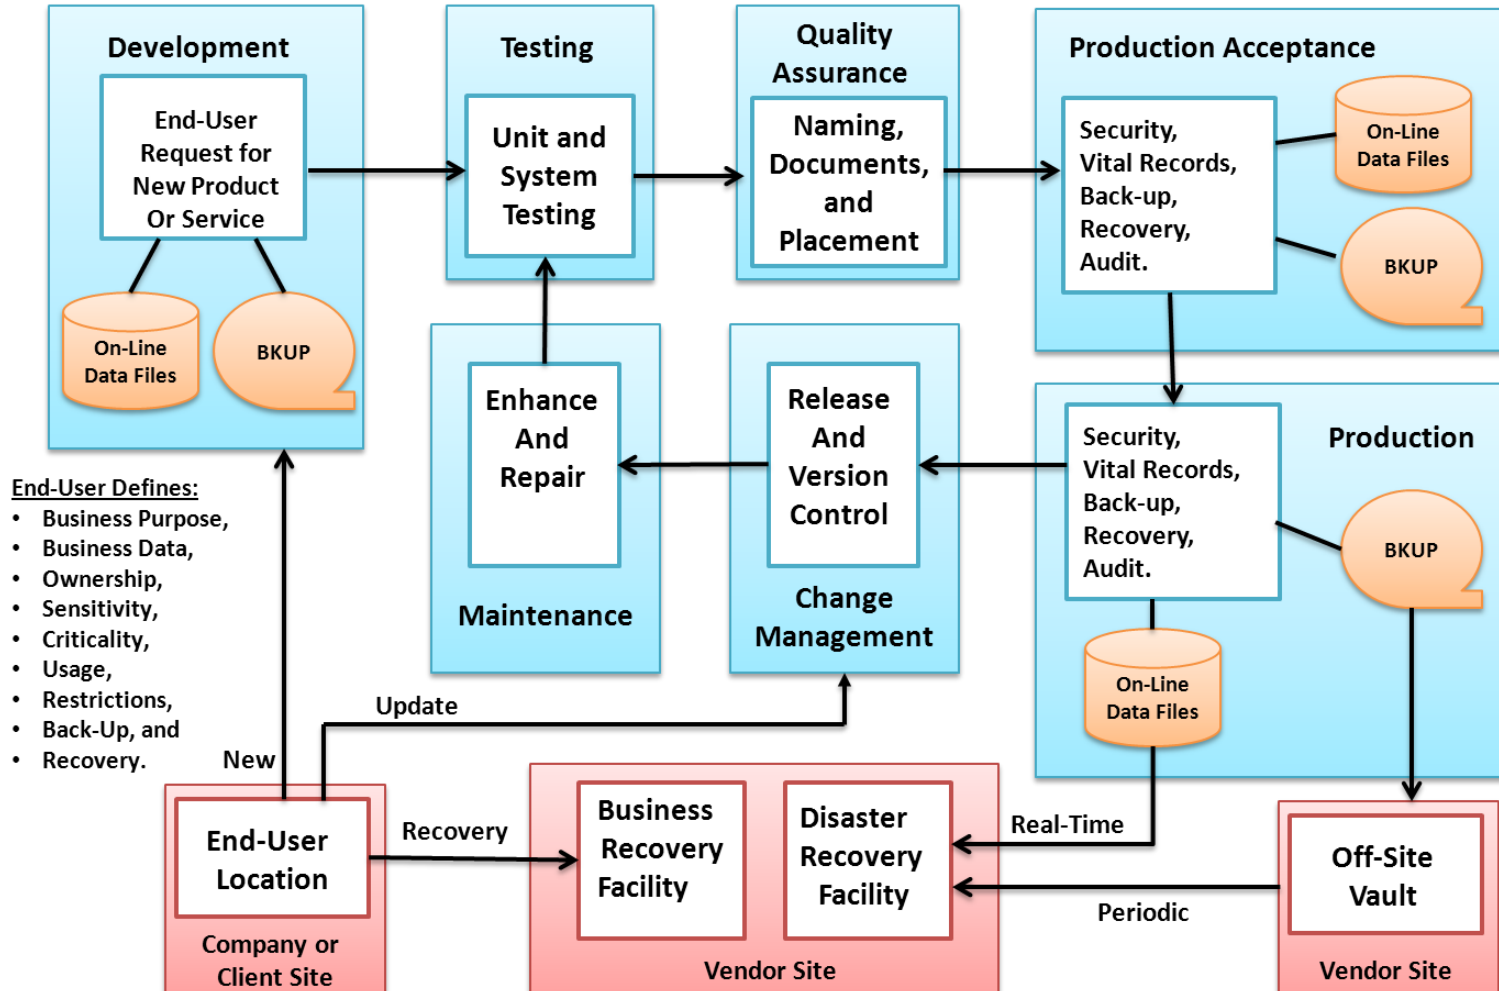 Development
End-User
Request for
New Product
Or Service
On-Line
Data Files
BKUP
Testing
Unit and
System
Testing
Quality
Assurance
Naming,
Documents,
and
Placement
Production Acceptance
Security,
Vital Records,
Back-up,
Recovery,
Audit.
On-Line
Data Files
BKUP
Enhance
And
Repair
Maintenance
Release
And
Version
Control
Change
Management
Production
Security,
Vital Records,
Back-up,
Recovery,
Audit.
BKUP
On-Line
Data Files
End-User Defines:
• Business Purpose,
• Business Data,
• Ownership,
• Sensitivity,
• Criticality,
• Usage,
• Restrictions,
• Back-Up, and
• Recovery.
New
Update
End-User
Location
Company or
Client Site
Recovery
Business
Recovery
Facility
Disaster
Recovery
Facility
Vendor Site
Real-Time
Periodic
Off-Site
Vault
Vendor Site